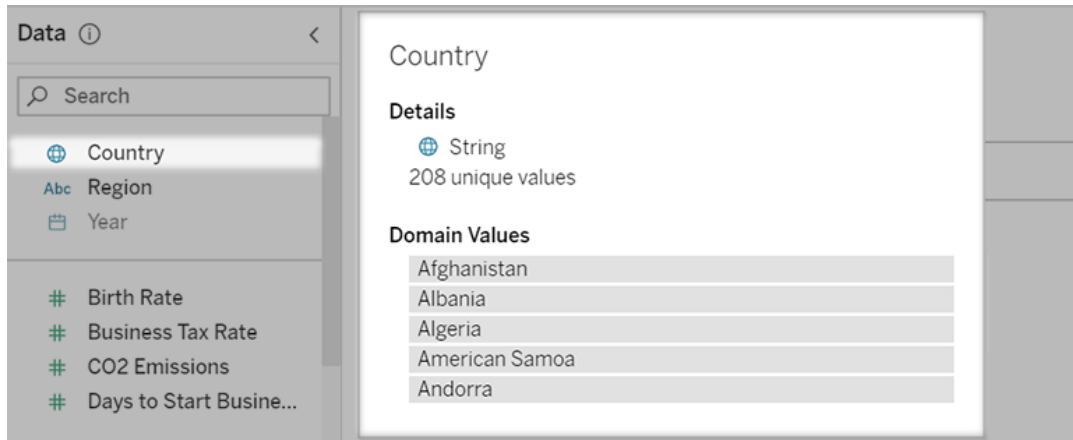 Data
Search
Country
Abc Region
Year
Birth Rate
Business Tax Rate
CO2 Emissions
Days to Start Busine...
Country
Details
String
208 unique values
Domain Values
Afghanistan
Albania
Algeria
American Samoa
Andorra